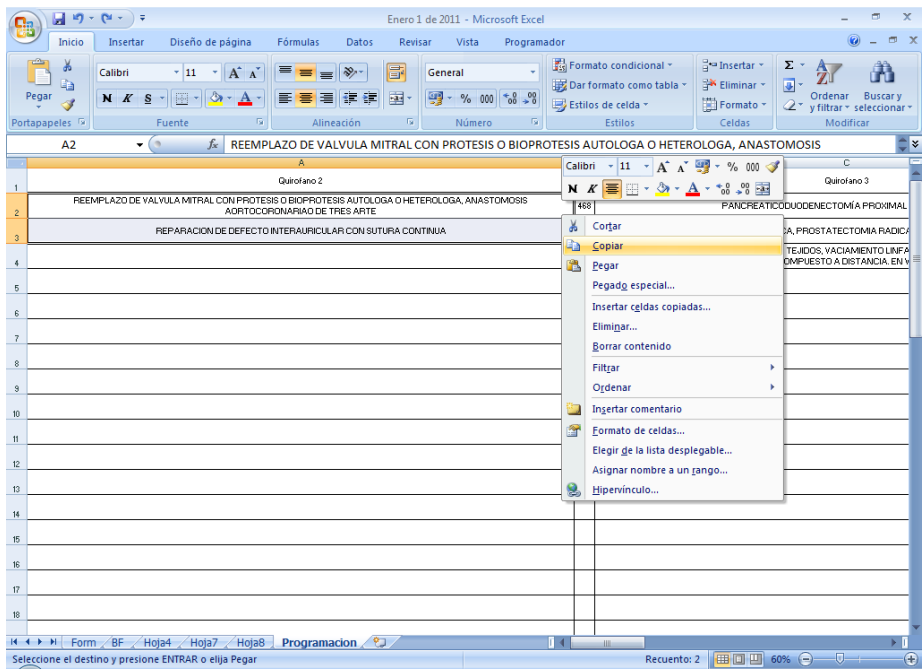 Enero 1 de 2011 - Microsoft Excel
Inicio Insertar Diseño de página Fórmulas Datos Revisar Vista Programador
Pegar
Calibri 11 A A
N K S A
General
% 000
Formato condicional
Dar formato como tabla
Estilos de celda
Insertar
Eliminar
Formato
Σ
Ordenar y filtrar
Buscar y seleccionar
Portapapeles Fuente Alineación Número Estilos Celdas Modificar
A2 fx REEMPLAZO DE VALVULA MITRAL CON PROTESIS O BIOPROTESIS AUTOLOGA O HETEROLOGA, ANASTOMOSIS
A C
1 Quirofano 2 Quirofano 3
2 REEMPLAZO DE VALVULA MITRAL CON PROTESIS O BIOPROTESIS AUTOLOGA O HETEROLOGA, ANASTOMOSIS
AORTOCORONARIAO DE TRES ARTE
468 PANCREATICODUODENECTOMÍA PROXIMAL
3 REPARACION DE DEFECTO INTERAURICULAR CON SUTURA CONTINUA
CA, PROSTATECTOMIA RADICA
4 TEJIDOS, VACIAMIENTO LINFA
OMPUESTO A DISTANCIA. EN V
5
6
7
8
9
10
11
12
13
14
15
16
17
18
Calibri 11 A A % 000
N K A
Cortar
Copiar
Pegar
Pegado especial...
Insertar celdas copiadas...
Eliminar...
Borrar contenido
Filtrar
Ordenar
Insertar comentario
Formato de celdas...
Elegir de la lista desplegable...
Asignar nombre a un rango...
Hipervínculo...
Form BF Hoja4 Hoja7 Hoja8 Programacion
Seleccione el destino y presione ENTRAR o elija Pegar Recuento: 2 60%